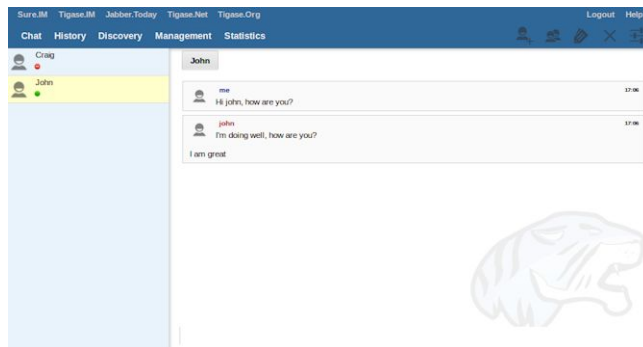 Sure.IM Tigase.IM Jabber.Today Tigase.Net Tigase.Org Logout Help
Chat History Discovery Management Statistics
Craig
John
John
me 17:06
Hi john, how are you?
john 17:06
I'm doing well, how are you?
I am great